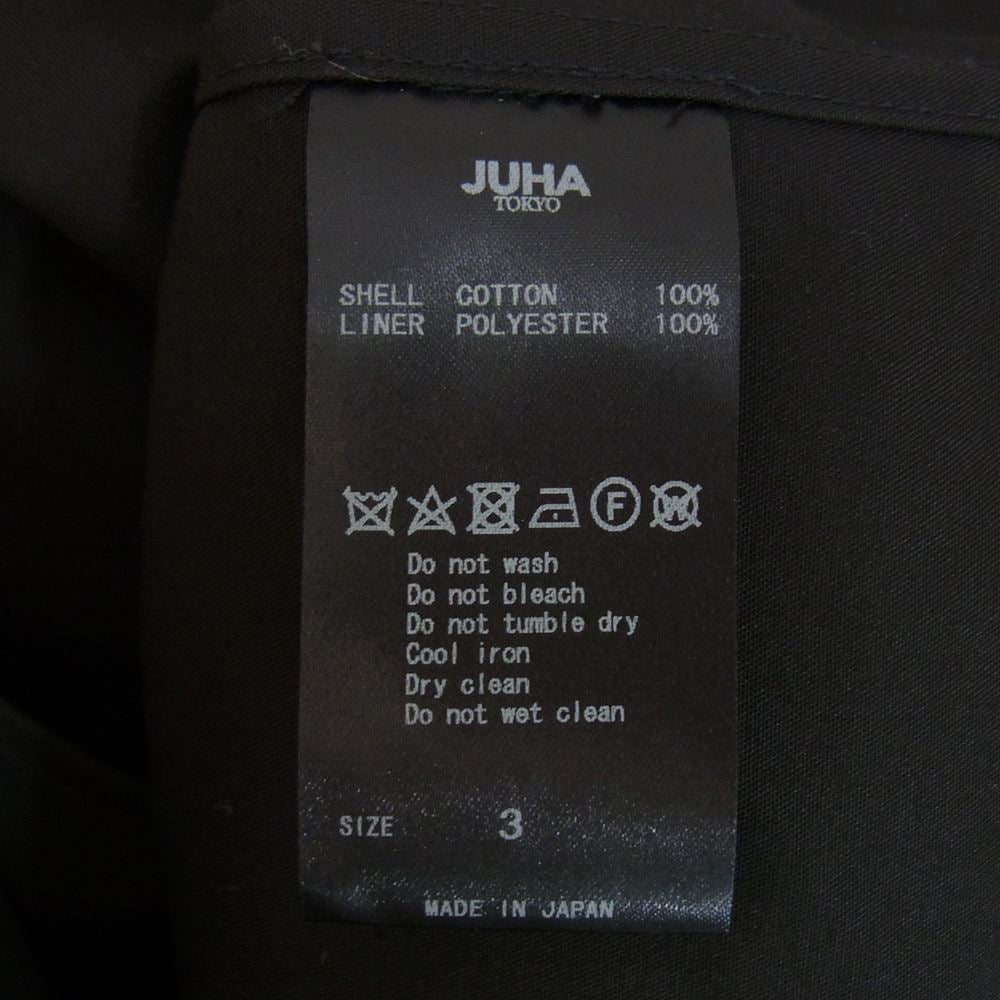 JUHA
TOKYO
SHELL COTTON 100%
LINER POLYESTER 100%
F W
Do not wash
Do not bleach
Do not tumble dry
Cool iron
Dry clean
Do not wet clean
SIZE 3
MADE IN JAPAN